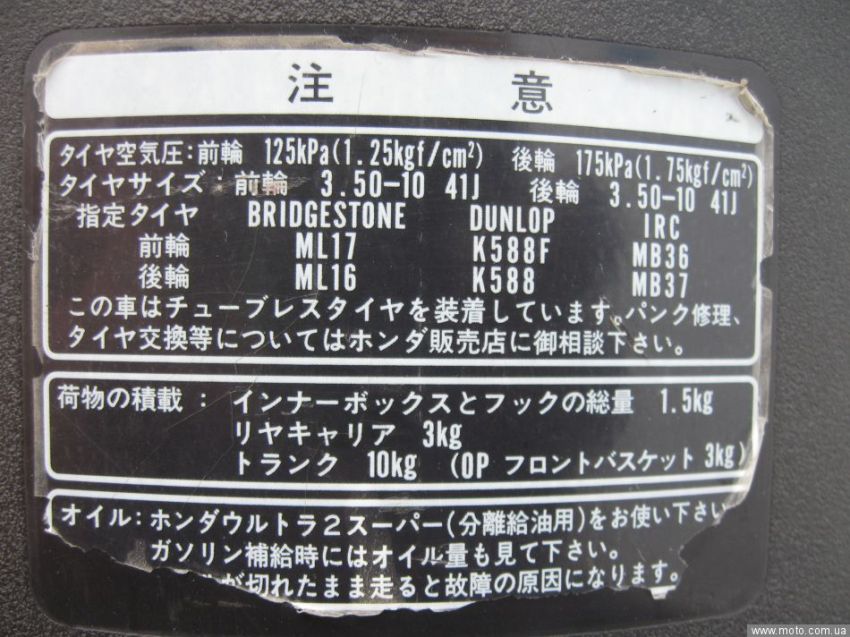 注意
タイヤ空気圧:前輪 125kPa(1.25kgf/cm²) 後輪 175kPa(1.75kgf/cm²)
タイヤサイズ・前輪 3.50-10 41J 後輪 3.50-10 41J
指定タイヤ BRIDGESTONE DUNLOP IRC
前輪 ML17 K588F MB36
後輪 ML16 K588 MB37
この車はチューブレスタイヤを装着しています。パンク修理、
タイヤ交換等についてはホンダ販売店に御相談下さい。
荷物の積載: インナーボックスとフックの総量 1.5kg
リヤキャリア 3kg
トランク 10kg (OP フロントバスケット 3kg)
オイル:ホンダウルトラ2スーパー(分離給油用)をお使い下さい
ガソリン補給時にはオイル量も見て下さい。
が切れたまま走ると故障の原因になります。
www.moto.com.ua